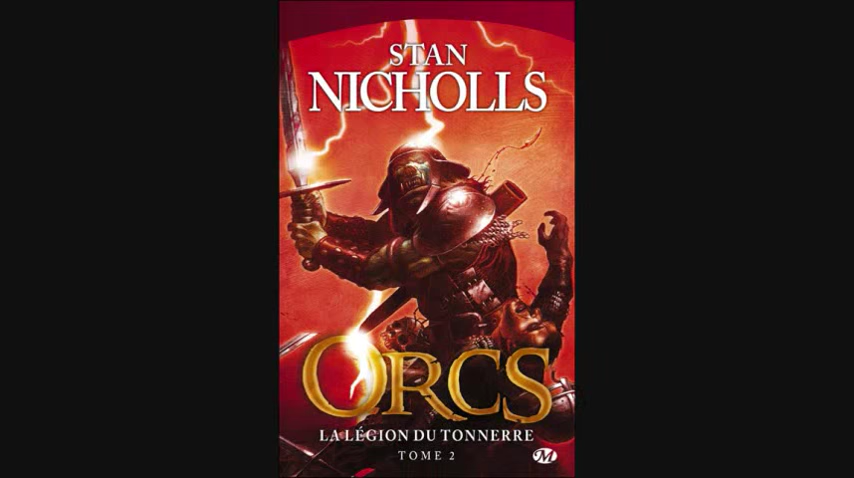 STAN
NICHOLLS
ORCS
LA LÉGION DU TONNERRE
TOME 2
M